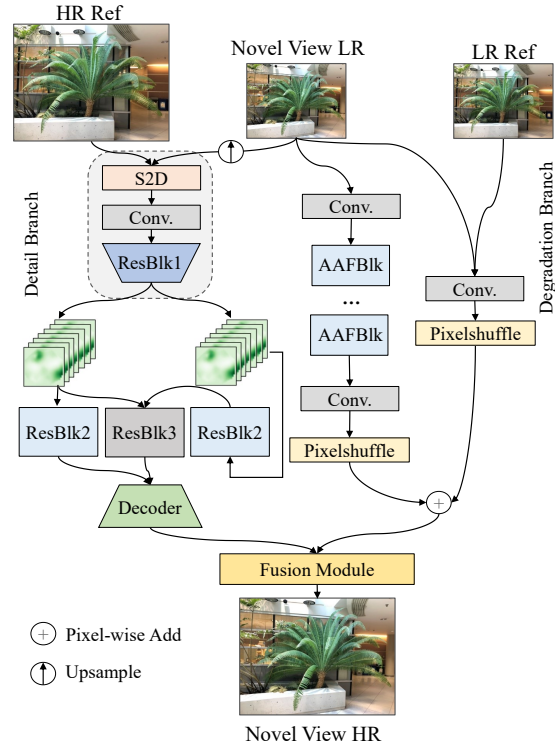 HR Ref
Novel View LR
LR Ref
S2D
Conv.
ResBlk1
Detail Branch
Conv.
AAFBlk
...
AAFBlk
Conv.
Pixelshuffle
Degradation Branch
Conv.
Pixelshuffle
ResBlk2
ResBlk3
ResBlk2
Decoder
Fusion Module
Pixel-wise Add
Upsample
Novel View HR